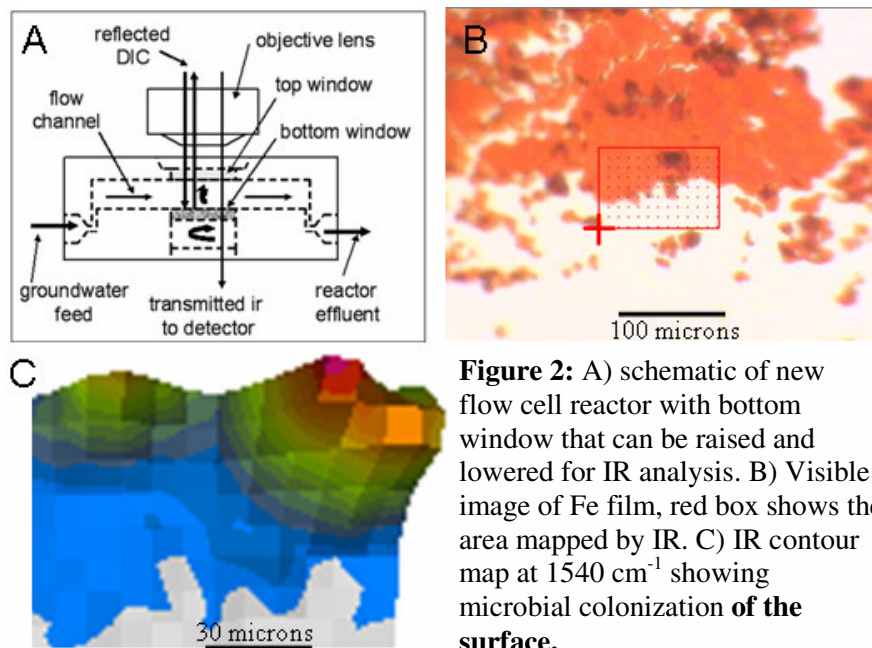 A
reflected
DIC
objective lens
top window
flow
channel
bottom window
t
groundwater
feed
transmitted ir
to detector
reactor
effluent
B
100 microns
C
30 microns
Figure 2: A) schematic of new
flow cell reactor with bottom
window that can be raised and
lowered for IR analysis. B) Visible
image of Fe film, red box shows the
area mapped by IR. C) IR contour
map at 1540 cm⁻¹ showing
microbial colonization of the
surface.